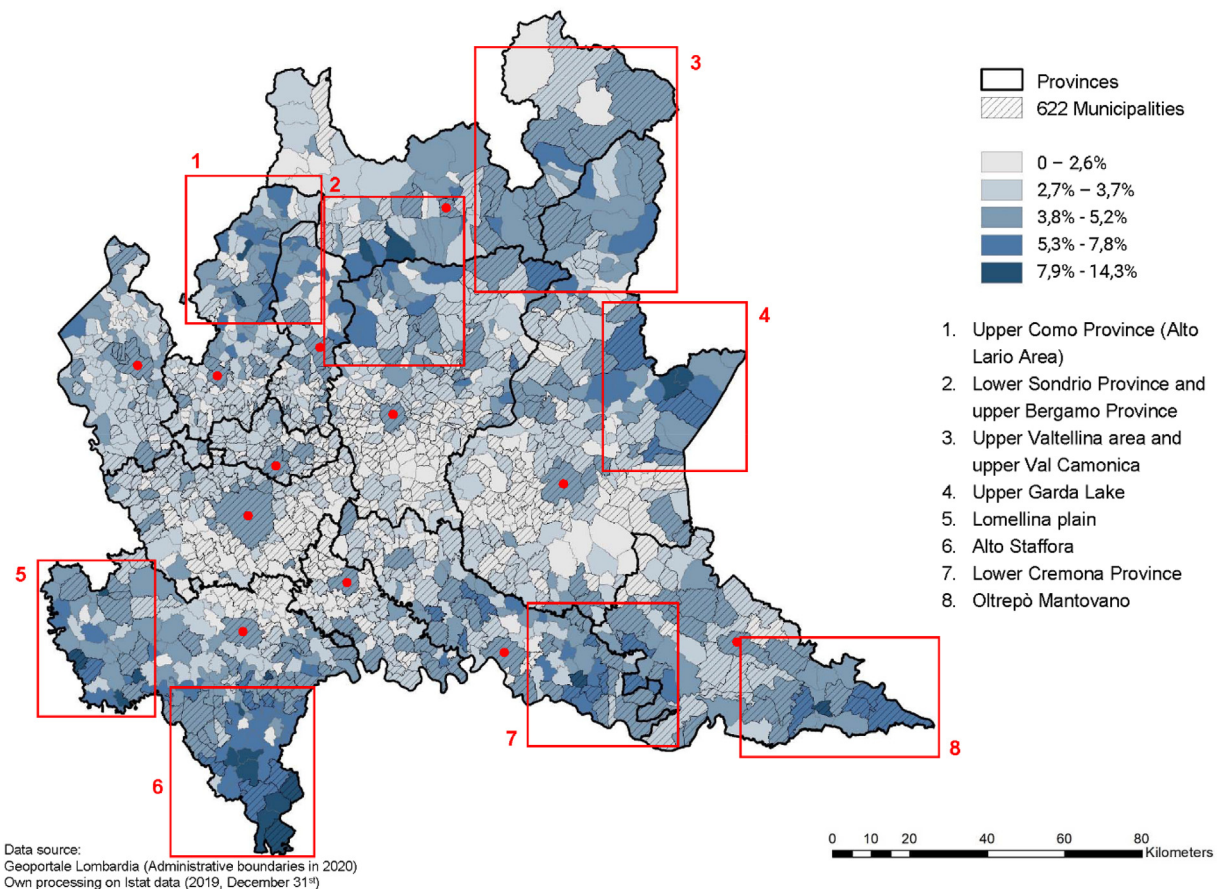 3
Provinces
622 Municipalities
0 – 2,6%
2,7% – 3,7%
3,8% - 5,2%
5,3% - 7,8%
7,9% - 14,3%
1
2
4
1. Upper Como Province (Alto
Lario Area)
2. Lower Sondrio Province and
upper Bergamo Province
3. Upper Valtellina area and
upper Val Camonica
4. Upper Garda Lake
5. Lomellina plain
6. Alto Staffora
7. Lower Cremona Province
8. Oltrepò Mantovano
5
7
8
6
Data source:
Geoportale Lombardia (Administrative boundaries in 2020)
Own processing on Istat data (2019, December 31st)
0 10 20 40 60 80
Kilometers